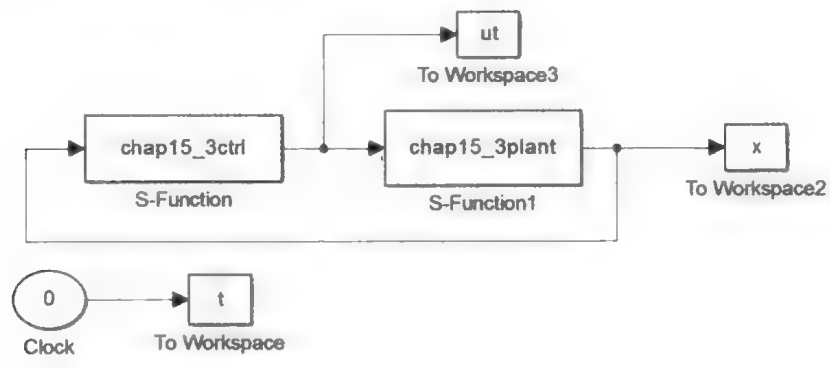 ut
To Workspace3
chap15_3ctrl
S-Function
chap15_3plant
S-Function1
x
To Workspace2
0
Clock
t
To Workspace